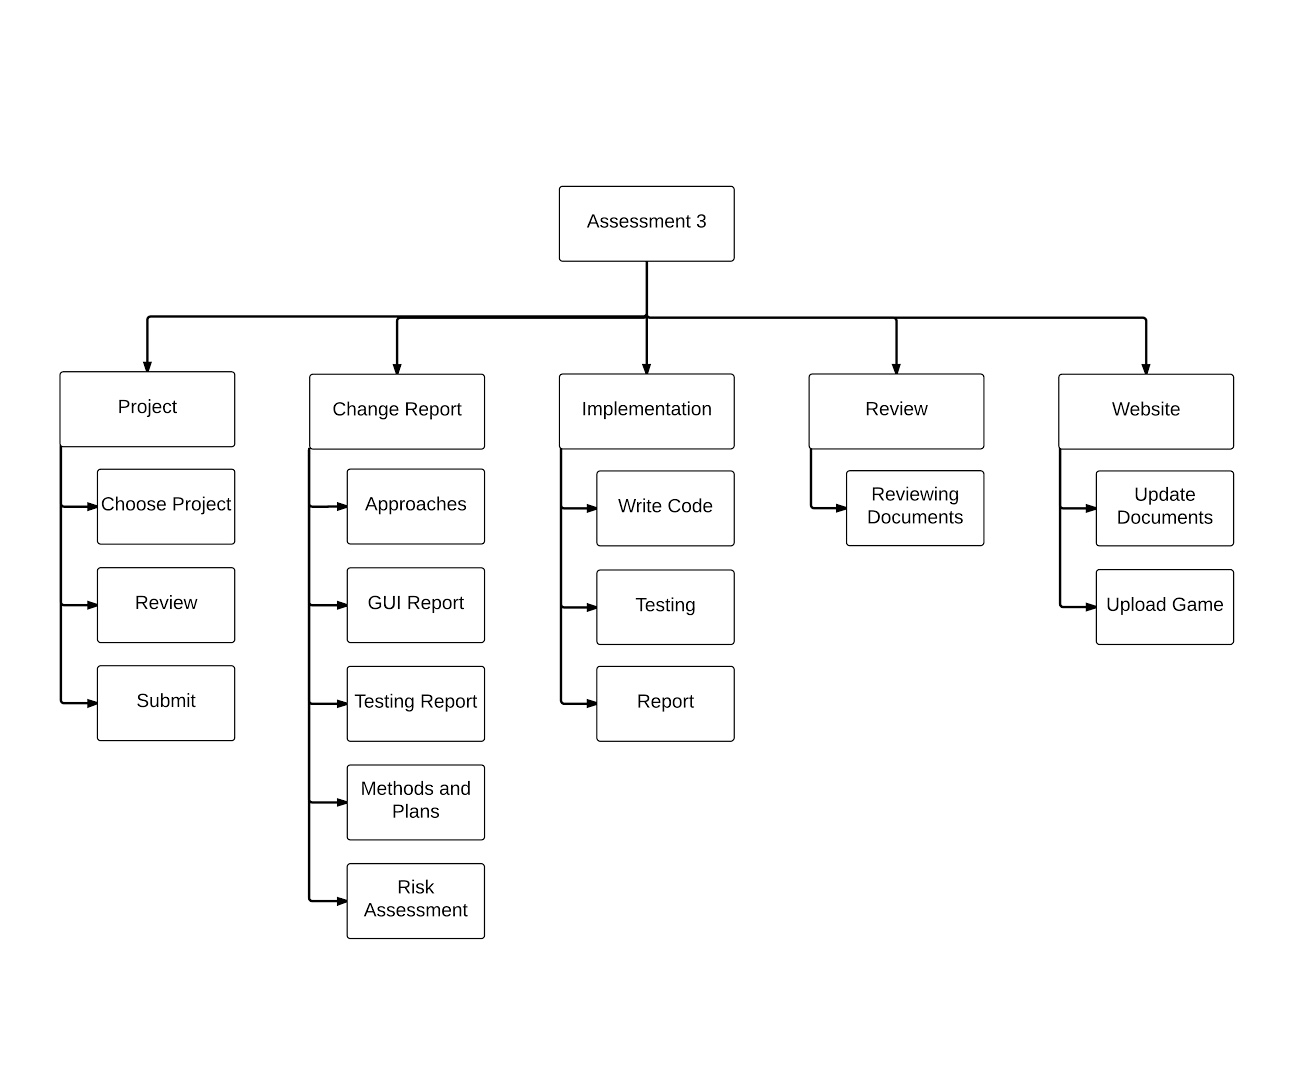 Assessment 3
Project
Change Report
Implementation
Review
Website
Choose Project
Review
Submit
Approaches
GUI Report
Testing Report
Methods and
Plans
Risk
Assessment
Write Code
Testing
Report
Reviewing
Documents
Update
Documents
Upload Game